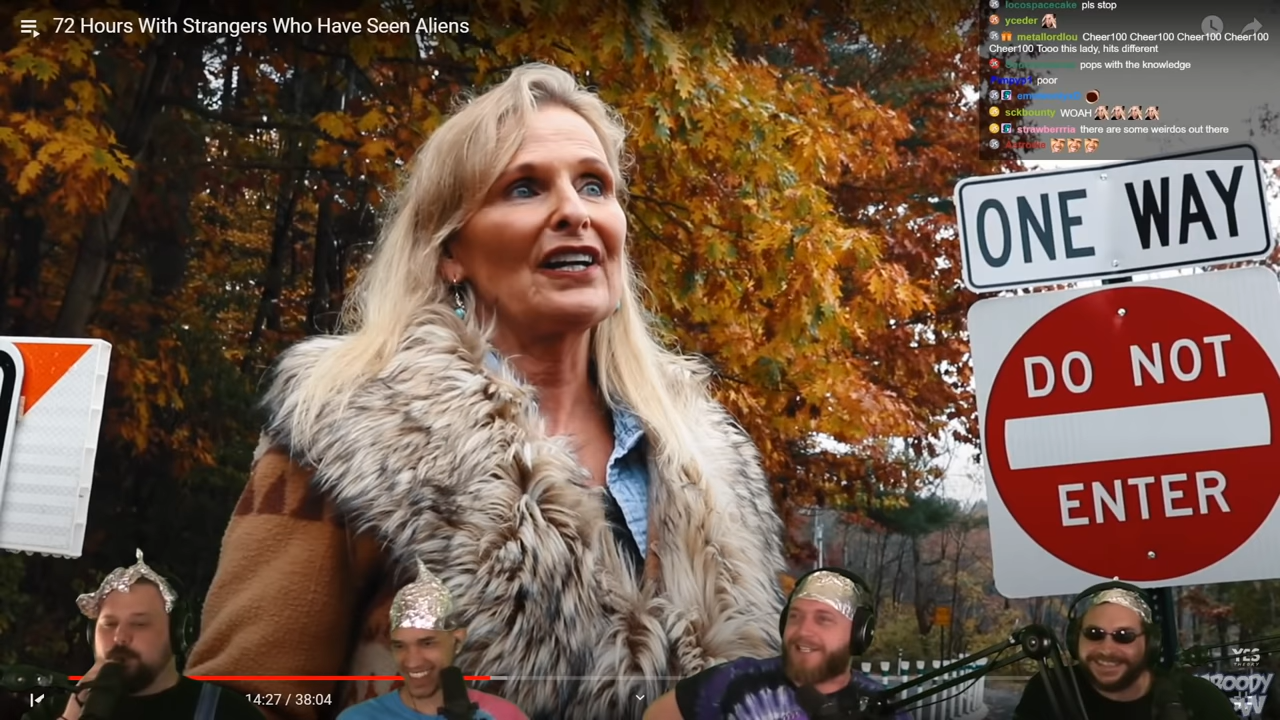 72 Hours With Strangers Who Have Seen Aliens
locospacecake pls stop
yceder
metallordlou Cheer100 Cheer100 Cheer100 Cheer100
Cheer100 Tooo this lady, hits different
pops with the knowledge
poor
sckbounty WOAH
strawberrria there are some weirdos out there
ONE WAY
DO NOT
ENTER
YES
THEORY
14:27 / 38:04